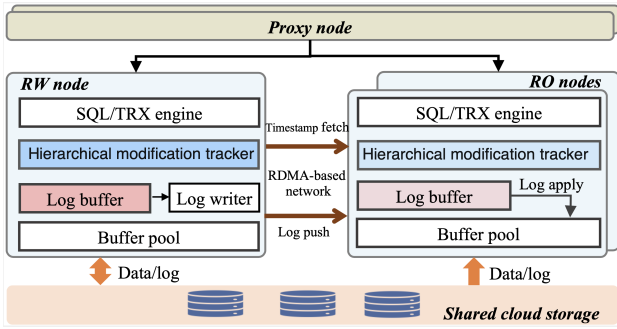 Proxy node
RW node
RO nodes
SQL/TRX engine
Hierarchical modification tracker
Log buffer
Log writer
Buffer pool
Timestamp fetch
RDMA-based
network
Log push
SQL/TRX engine
Hierarchical modification tracker
Log buffer
Log apply
Buffer pool
Data/log
Data/log
Shared cloud storage